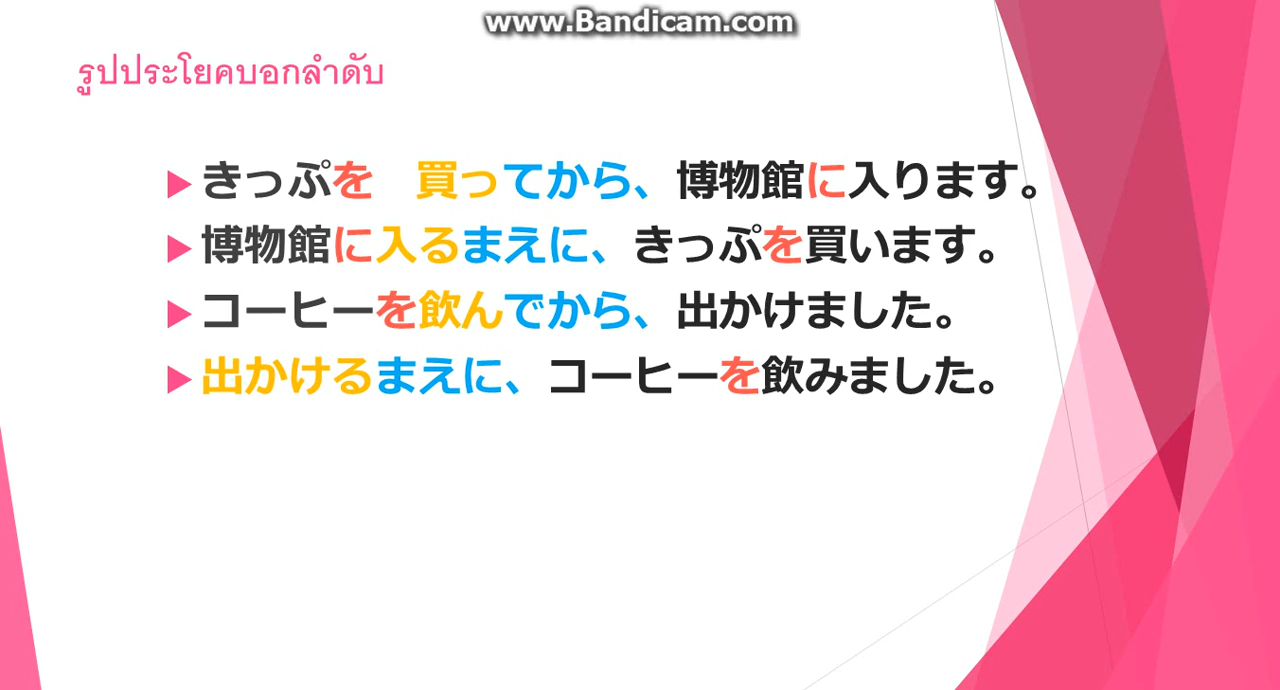 www.Bandicam.com
รูปประโยคบอกลำดับ
きっぷを　買ってから、博物館に入ります。
博物館に入るまえに、きっぷを買います。
コーヒーを飲んでから、出かけました。
出かけるまえに、コーヒーを飲みました。